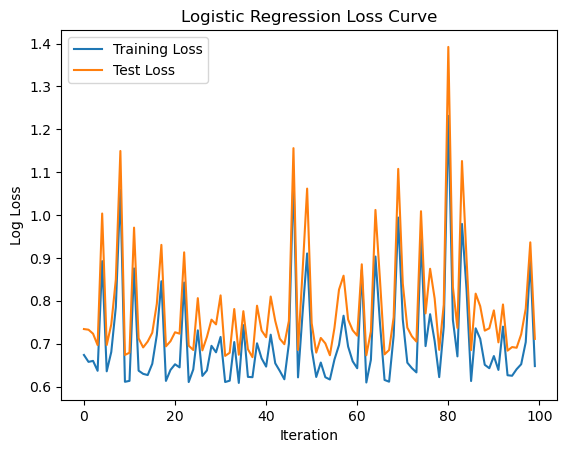 Logistic Regression Loss Curve
Training Loss
Test Loss
1.4
1.3
1.2
1.1
1.0
0.9
0.8
0.7
0.6
Log Loss
0 20 40 60 80 100
Iteration